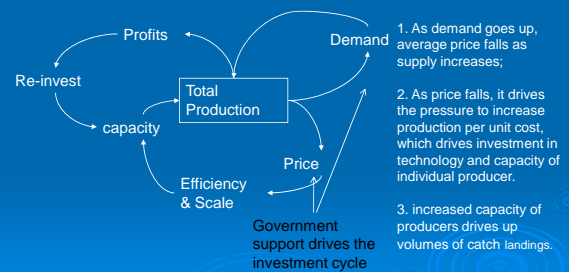 Profits
Demand
Re-invest
Total
Production
capacity
Price
Efficiency
& Scale
Government
support drives the
investment cycle
1. As demand goes up,
average price falls as
supply increases;
2. As price falls, it drives
the pressure to increase
production per unit cost,
which drives investment in
technology and capacity of
individual producer.
3. increased capacity of
producers drives up
volumes of catch landings.